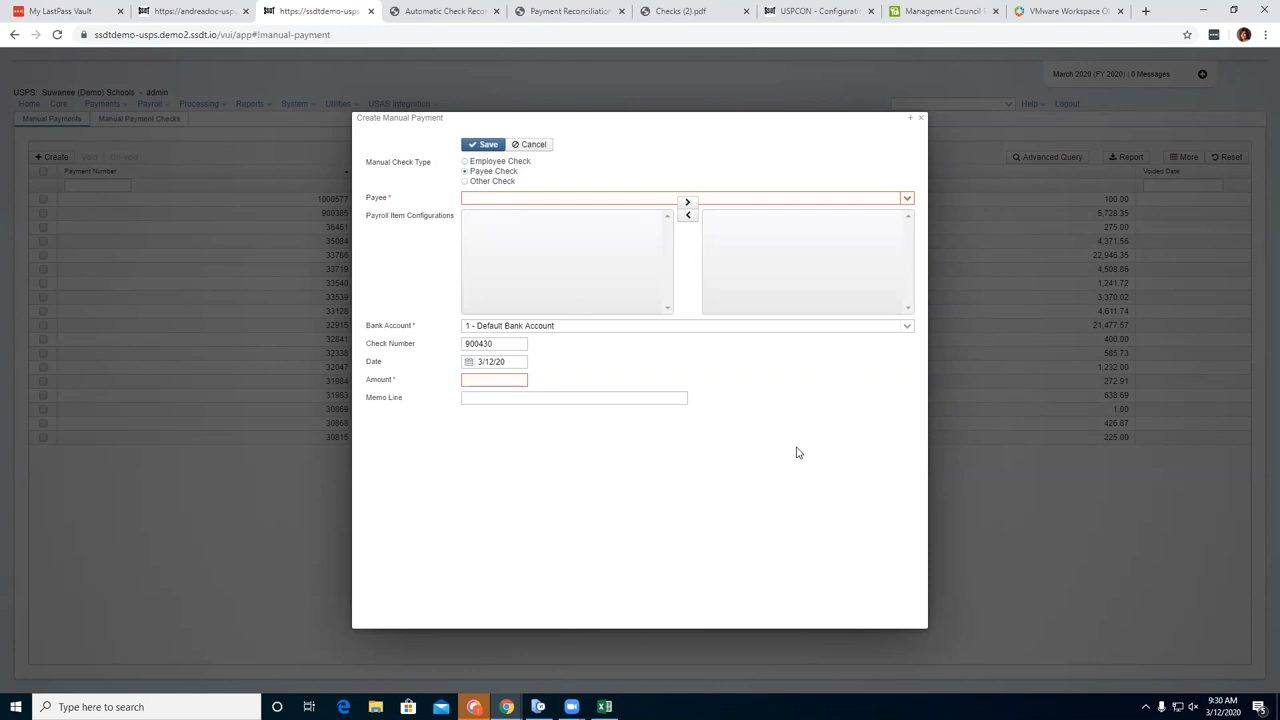 My LastPass Vault
https://andreadoc-usps.ssdt
https://ssdtdemo-usps.demo2
Automatic Check Reco
Payment Reconciliation
Checks (2).pdf
USPCON - Configuratio
Management Council F
VMware Workspace O
ssdtdemo-usps.demo2.ssdt.io/vui/app#!manual-payment
March 2020 (FY 2020) | 0 Messages
USPS: Suwanee (Demo) Schools - admin
Home Core Payments Payroll Processing Reports System Utilities USAS Integration Help Logout
Manual Payments Manual Payment Checks
Create Void Un-void Advanced Query Report More Reset
Payment Number Voided Date
1000577 100.00
900385 5,728.35
36461 275.00
35084 4,371.56
33786 22,946.35
33719 4,508.86
33540 1,241.72
33539 1,370.02
33128 4,611.74
32915 1,477.57
32841 400.00
32338 585.73
32047 232.00
31984 272.91
31983 838.69
30869 1.00
30868 426.87
30815 225.00
Create Manual Payment
Save Cancel
Manual Check Type
Employee Check
Payee Check
Other Check
Payee *
Payroll Item Configurations
Bank Account * 1 - Default Bank Account
Check Number 900430
Date 3/12/20
Amount *
Memo Line
Type here to search
9:30 AM
3/12/2020